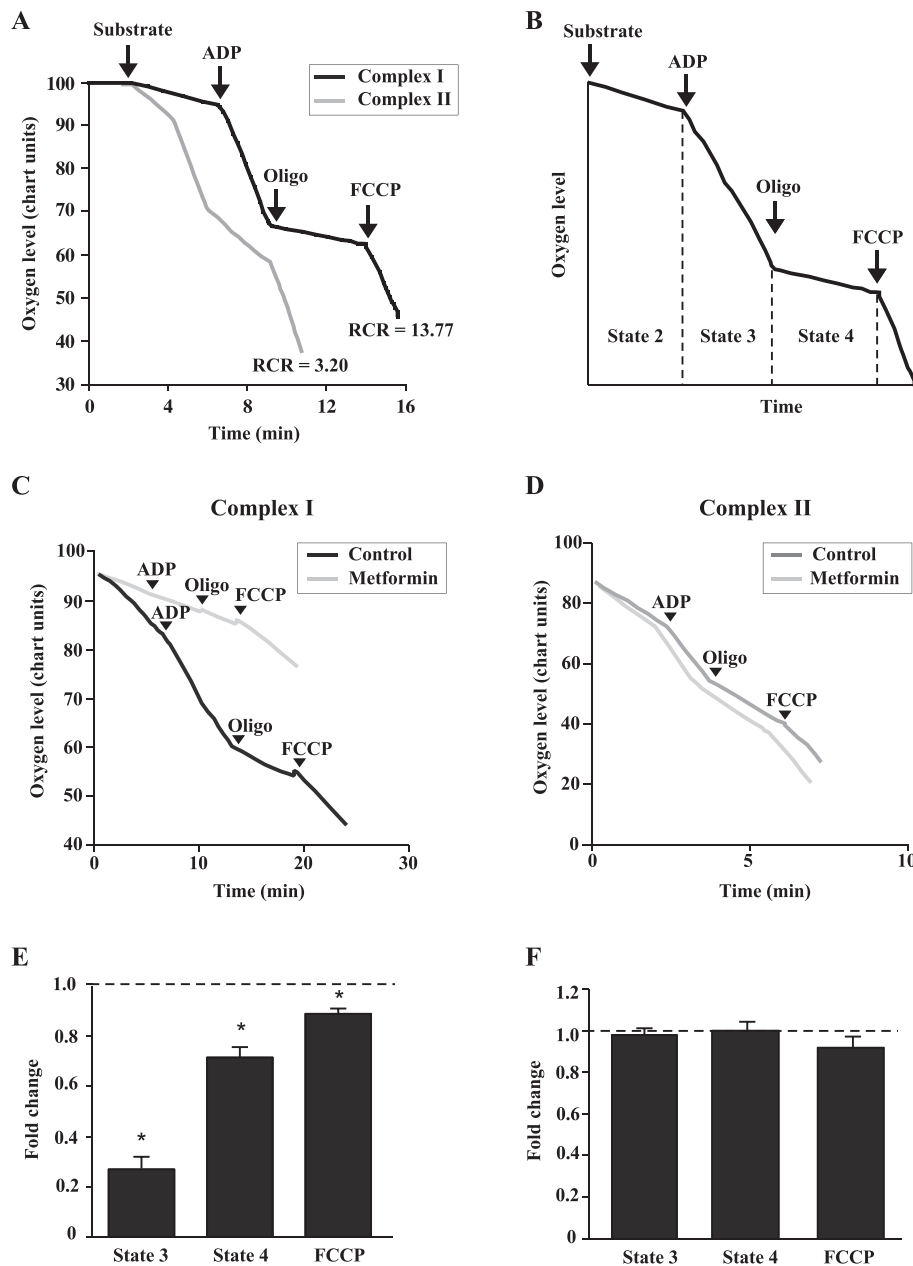 A
Substrate
ADP
Complex I
Complex II
Oligo
FCCP
RCR = 13.77
RCR = 3.20
Oxygen level (chart units)
100
90
80
70
60
50
40
30
0
4
8
12
16
Time (min)
B
Substrate
ADP
Oligo
FCCP
State 2
State 3
State 4
Oxygen level
Time
C
Complex I
Control
Metformin
ADP
Oligo
FCCP
ADP
Oligo
FCCP
Oxygen level (chart units)
100
90
80
70
60
50
40
0
10
20
30
Time (min)
D
Complex II
Control
Metformin
ADP
Oligo
FCCP
Oxygen level (chart units)
100
80
60
40
20
0
0
5
10
Time (min)
E
Fold change
1.0
0.8
0.6
0.4
0.2
0
*
*
*
State 3
State 4
FCCP
F
Fold change
1.2
1.0
0.8
0.6
0.4
0.2
0
State 3
State 4
FCCP